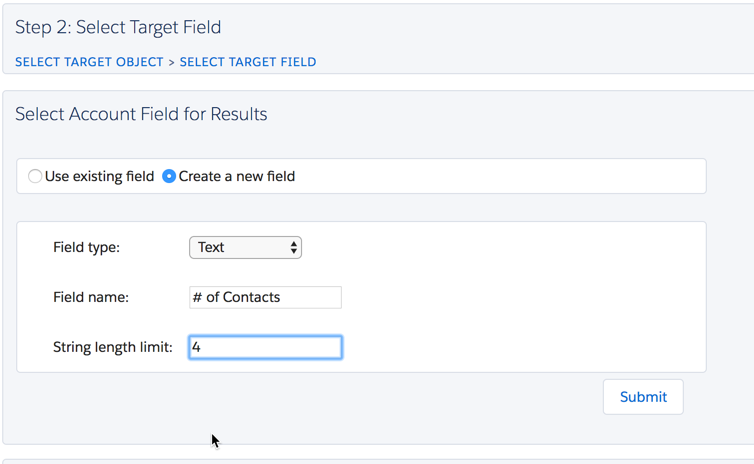 Step 2: Select Target Field
SELECT TARGET OBJECT > SELECT TARGET FIELD
Select Account Field for Results
Use existing field Create a new field
Field type: Text
Field name: # of Contacts
String length limit: 4
Submit